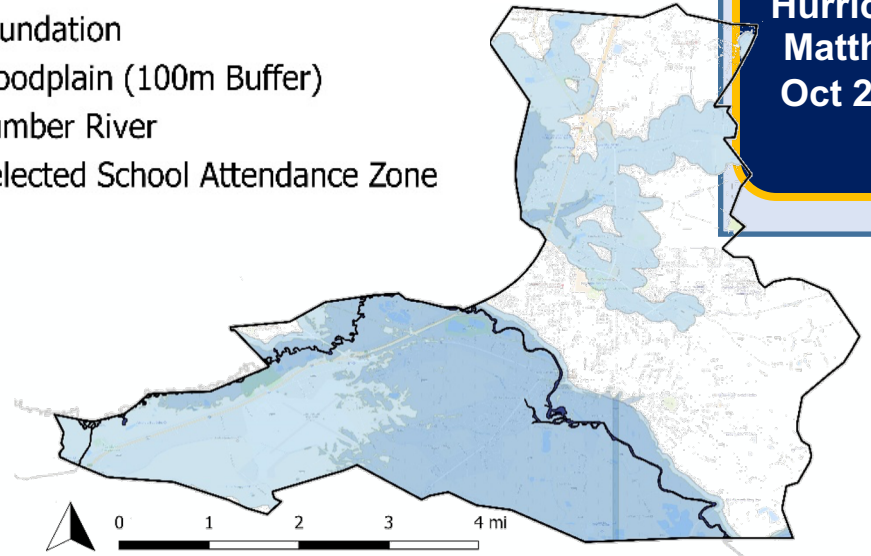 undation
oodplain (100m Buffer)
umber River
elected School Attendance Zone
Hurric
Matth
Oct 2
0 1 2 3 4 mi